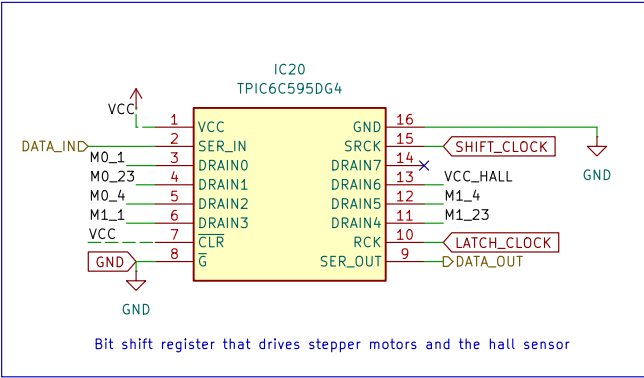 IC20
TPIC6C595DG4
VCC
1 VCC GND 16
DATA_IN 2 SER_IN SRCK 15 SHIFT_CLOCK
M0_1 3 DRAIN0 DRAIN7 14
M0_23 4 DRAIN1 DRAIN6 13 VCC_HALL
M0_4 5 DRAIN2 DRAIN5 12 M1_4
M1_1 6 DRAIN3 DRAIN4 11 M1_23
VCC 7 CLR RCK 10 LATCH_CLOCK
GND 8 G SER_OUT 9 DATA_OUT
GND
GND
Bit shift register that drives stepper motors and the hall sensor